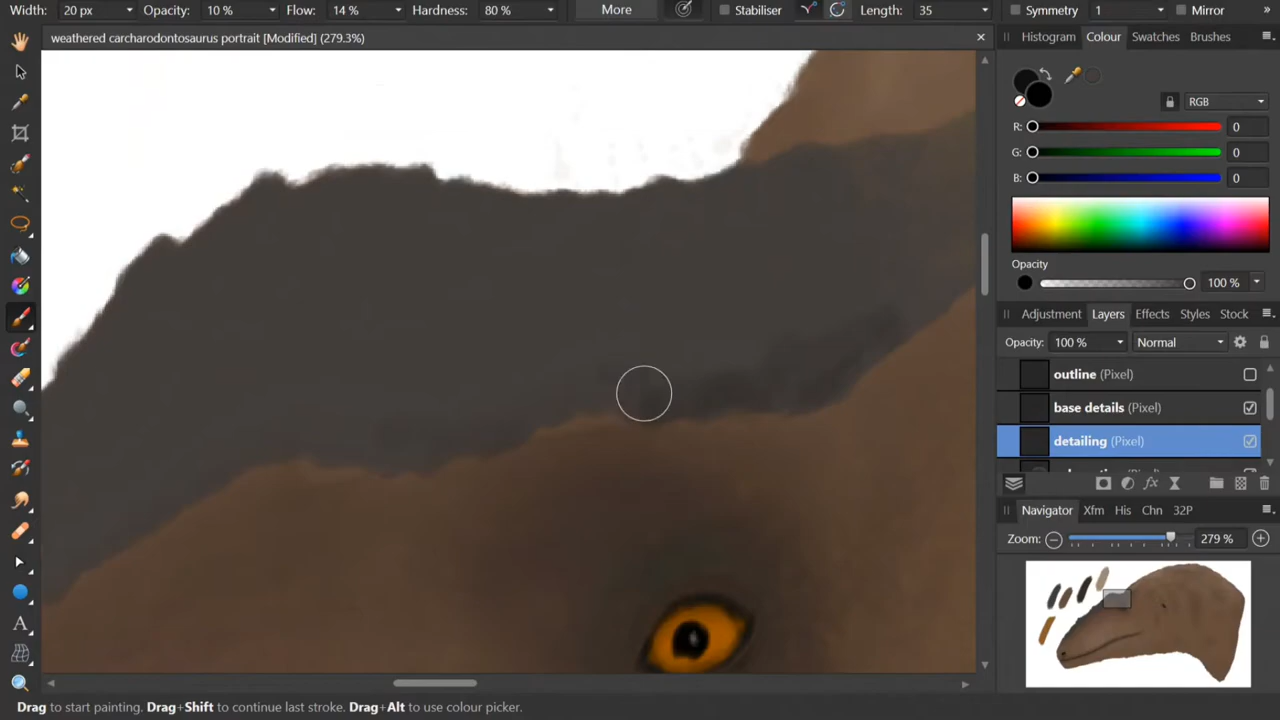 Width: 20 px Opacity: 10 % Flow: 14 % Hardness: 80 % More Stabiliser Length: 35 Symmetry 1 Mirror »
weathered carcharodontosaurus portrait [Modified] (279.3%)
Histogram Colour Swatches Brushes
RGB
R: 0
G: 0
B: 0
Opacity
100 %
Adjustment Layers Effects Styles Stock
Opacity: 100 % Normal
outline (Pixel)
base details (Pixel)
detailing (Pixel)
Navigator Xfm His Chn 32P
Zoom: 279 %
Drag to start painting. Drag+Shift to continue last stroke. Drag+Alt to use colour picker.